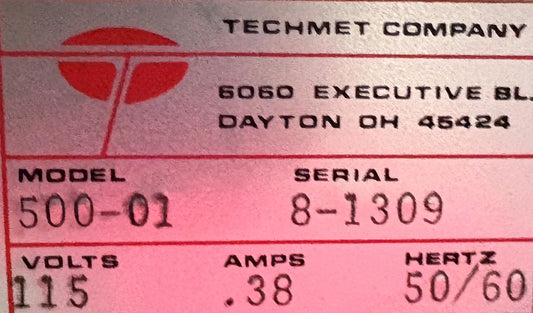 TECHMET COMPANY
6060 EXECUTIVE BL.
DAYTON OH 45424
MODEL SERIAL
500-01 8-1309
VOLTS AMPS HERTZ
115 .38 50/60